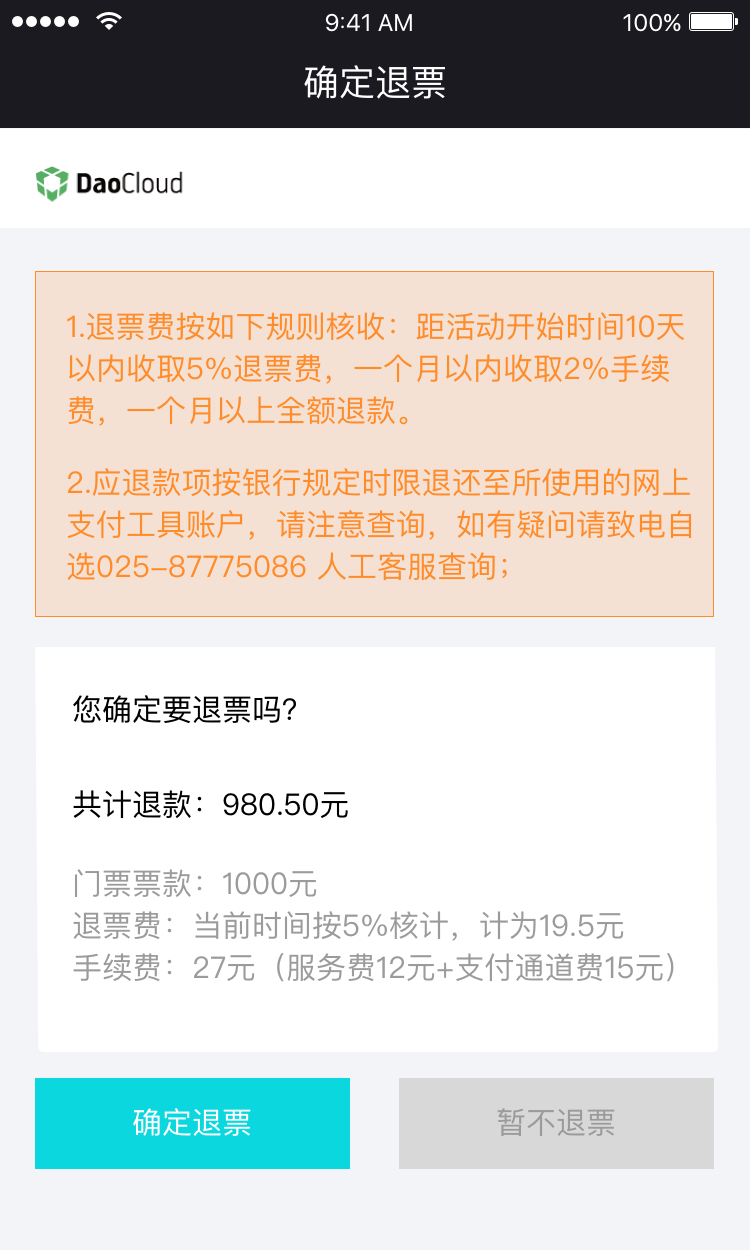 9:41 AM
100%
确定退票
DaoCloud
1.退票费按如下规则核收：距活动开始时间10天
以内收取5%退票费，一个月以内收取2%手续
费，一个月以上全额退款。
2.应退款项按银行规定时限退还至所使用的网上
支付工具账户，请注意查询，如有疑问请致电自
选025-87775086 人工客服查询；
您确定要退票吗?
共计退款：980.50元
门票票款：1000元
退票费：当前时间按5%核计，计为19.5元
手续费：27元（服务费12元+支付通道费15元）
确定退票
暂不退票